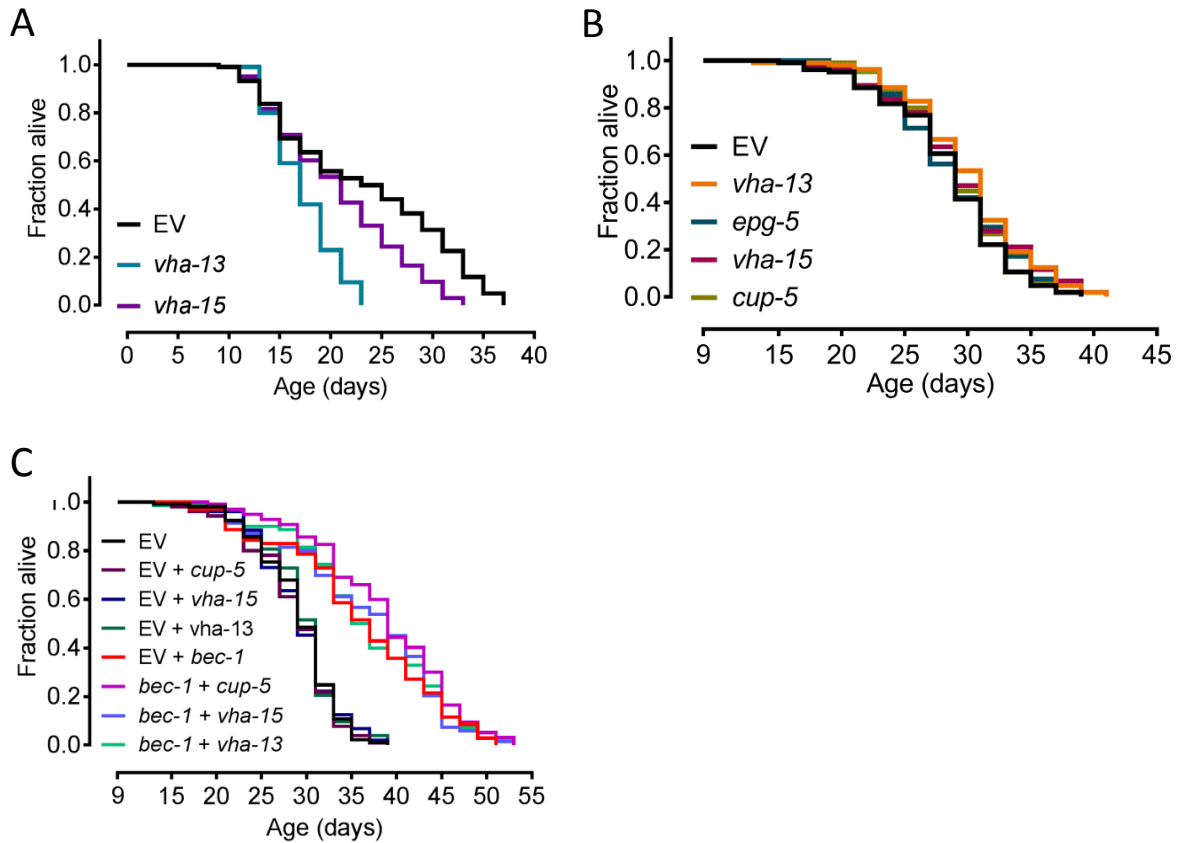 A
Fraction alive
1.0
0.8
0.6
0.4
0.2
0.0
EV
vha-13
vha-15
0 5 10 15 20 25 30 35 40
Age (days)
B
Fraction alive
1.0
0.8
0.6
0.4
0.2
0.0
EV
vha-13
epg-5
vha-15
cup-5
9 15 20 25 30 35 40 45
Age (days)
C
Fraction alive
1.0
0.8
0.6
0.4
0.2
0.0
EV
EV + cup-5
EV + vha-15
EV + vha-13
EV + bec-1
bec-1 + cup-5
bec-1 + vha-15
bec-1 + vha-13
9 15 20 25 30 35 40 45 50 55
Age (days)